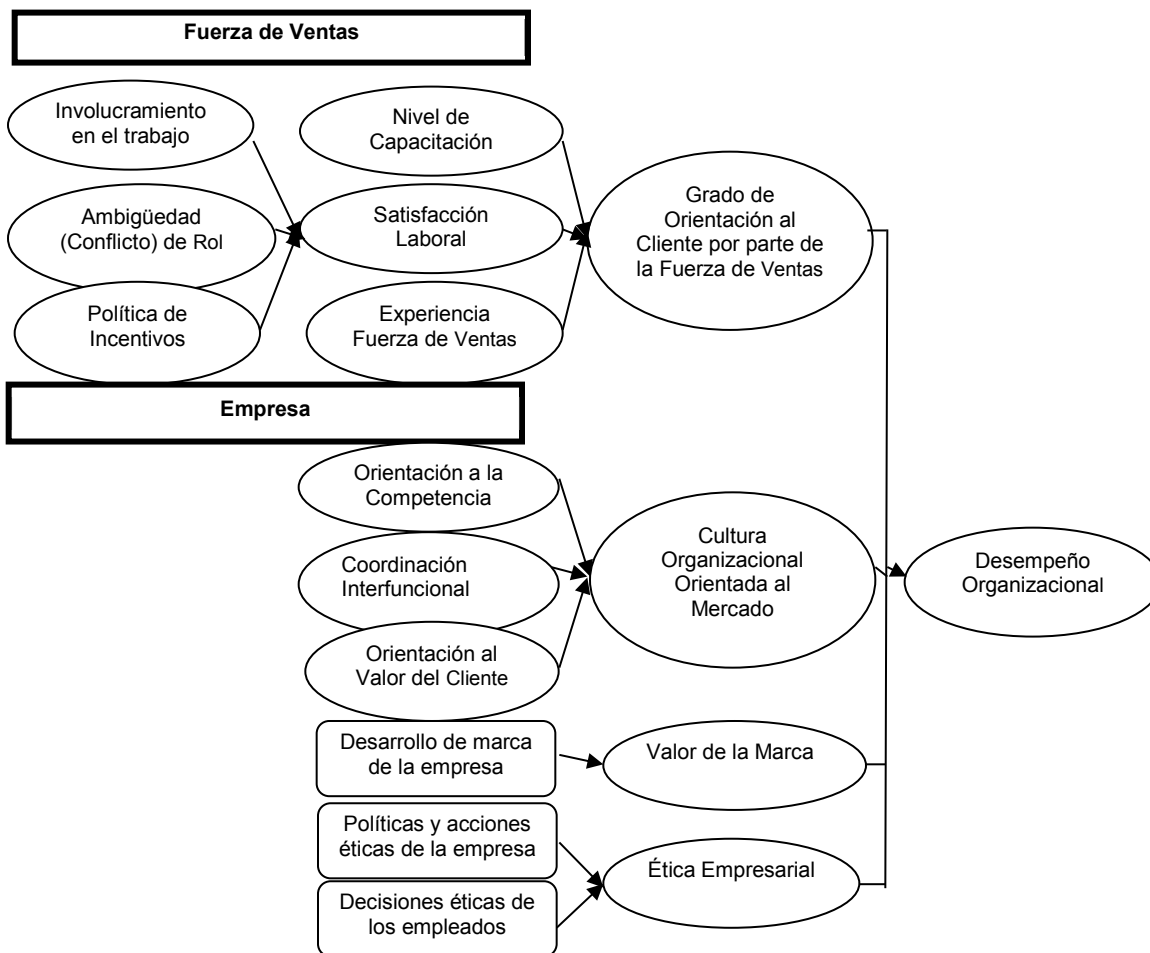 Fuerza de Ventas
Involucramiento
en el trabajo
Nivel de
Capacitación
Ambigüedad
(Conflicto) de Rol
Satisfacción
Laboral
Grado de
Orientación al
Cliente por parte de
la Fuerza de Ventas
Política de
Incentivos
Experiencia
Fuerza de Ventas
Empresa
Orientación a la
Competencia
Coordinación
Interfuncional
Orientación al
Valor del Cliente
Cultura
Organizacional
Orientada al
Mercado
Desempeño
Organizacional
Desarrollo de marca
de la empresa
Valor de la Marca
Políticas y acciones
éticas de la empresa
Decisiones éticas de
los empleados
Ética Empresarial